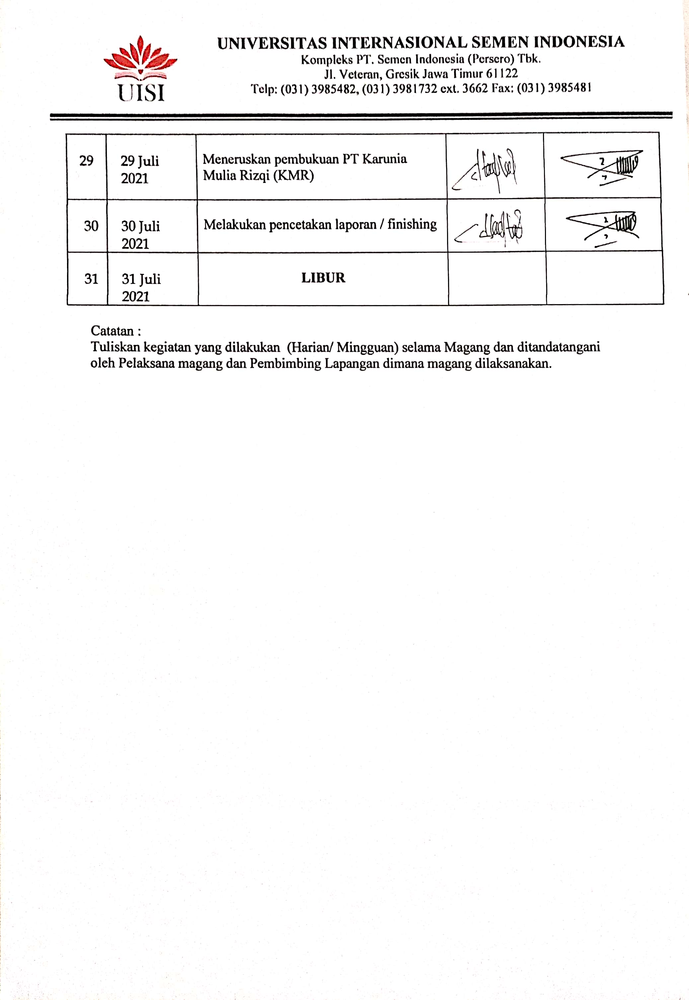 UISI
UNIVERSITAS INTERNASIONAL SEMEN INDONESIA
Kompleks PT. Semen Indonesia (Persero) Tbk.
Jl. Veteran, Gresik Jawa Timur 61122
Telp: (031) 3985482, (031) 3981732 ext. 3662 Fax: (031) 3985481
29
29 Juli
2021
Meneruskan pembukuan PT Karunia
Mulia Rizqi (KMR)
30
30 Juli
2021
Melakukan pencetakan laporan / finishing
31
31 Juli
2021
LIBUR
Catatan :
Tuliskan kegiatan yang dilakukan (Harian/ Mingguan) selama Magang dan ditandatangani
oleh Pelaksana magang dan Pembimbing Lapangan dimana magang dilaksanakan.